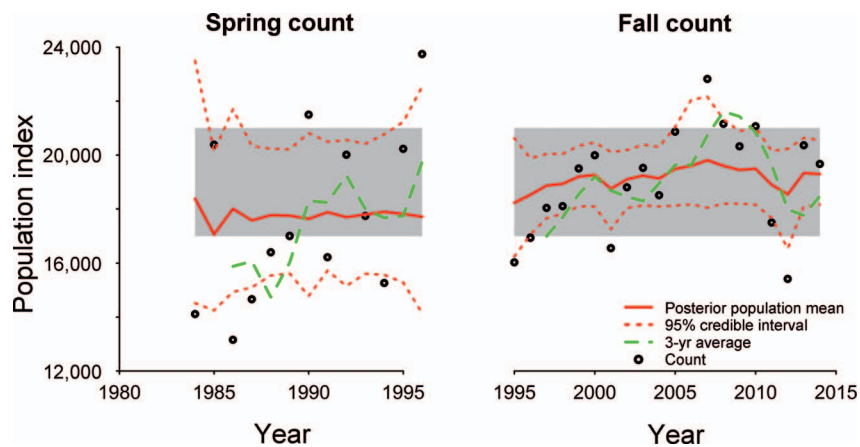 Spring count
Fall count
24,000
20,000
16,000
12,000
Population index
1980
1985
1990
1995
Year
Posterior population mean
95% credible interval
3-yr average
Count
1995
2000
2005
2010
2015
Year